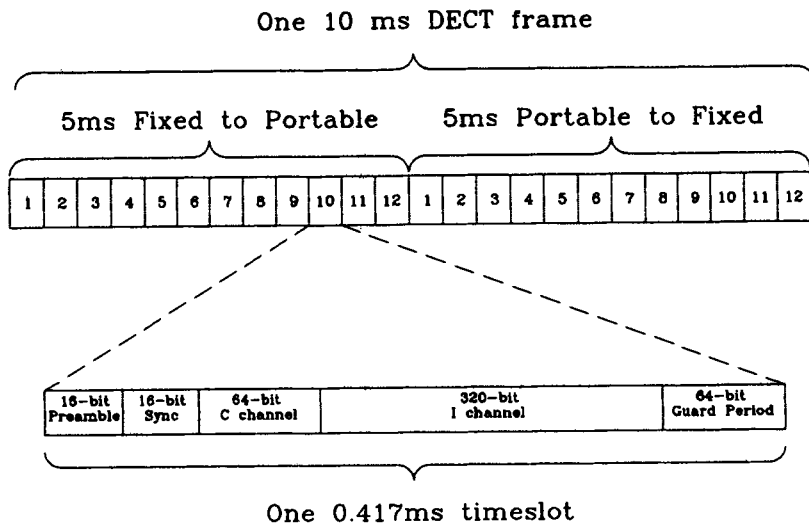 One 10 ms DECT frame
5ms Fixed to Portable 5ms Portable to Fixed
1 2 3 4 5 6 7 8 9 10 11 12 1 2 3 4 5 6 7 8 9 10 11 12
16-bit 16-bit 64-bit 320-bit 64-bit
Preamble Sync C channel I channel Guard Period
One 0.417ms timeslot